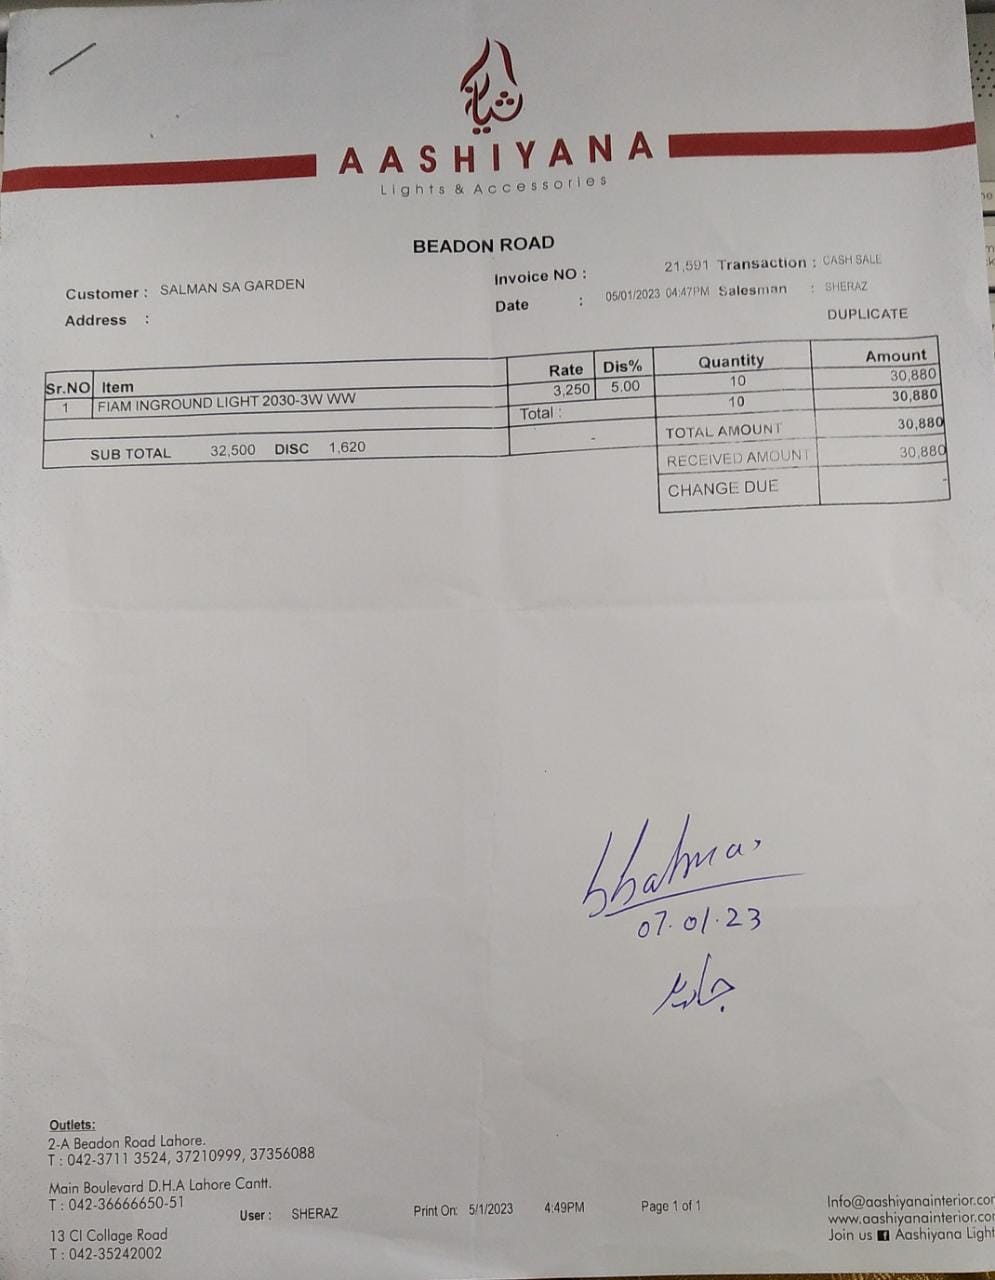 آشیانہ
AASHIYANA
Lights & Accessories
BEADON ROAD
Customer : SALMAN SA GARDEN
Address :
Invoice NO : 21,591 Transaction : CASH SALE
Date : 05/01/2023 04:47PM Salesman : SHERAZ
DUPLICATE
Sr.NO Item Rate Dis% Quantity Amount
1 FIAM INGROUND LIGHT 2030-3W WW 3,250 5.00 10 30,880
Total : 10 30,880
SUB TOTAL 32,500 DISC 1,620 - TOTAL AMOUNT 30,880
RECEIVED AMOUNT 30,880
CHANGE DUE -
07.01.23
Outlets:
2-A Beadon Road Lahore.
T : 042-3711 3524, 37210999, 37356088
Main Boulevard D.H.A Lahore Cantt.
T : 042-36666650-51
User : SHERAZ Print On: 5/1/2023 4:49PM Page 1 of 1
13 CI Collage Road
T : 042-35242002
Info@aashiyanainterior.com
www.aashiyanainterior.com
Join us Aashiyana Light